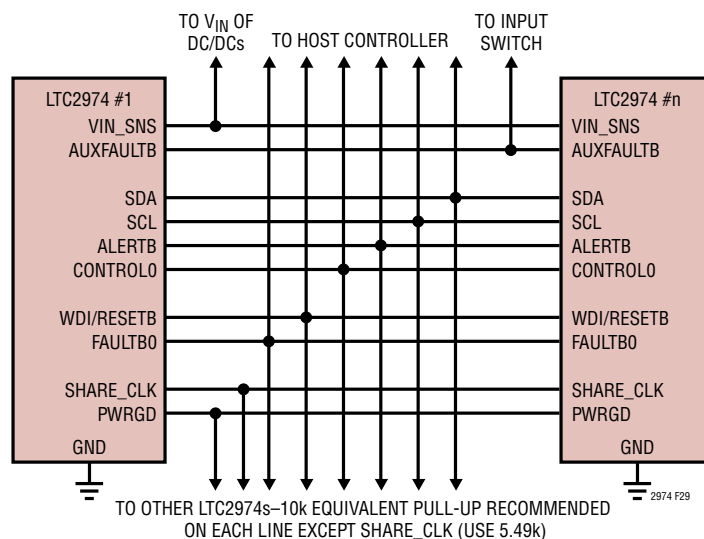 TO VIN OF
DC/DCs
TO HOST CONTROLLER
TO INPUT
SWITCH
LTC2974 #1
VIN_SNS
AUXFAULTB
SDA
SCL
ALERTB
CONTROL0
WDI/RESETB
FAULTB0
SHARE_CLK
PWRGD
GND
LTC2974 #n
VIN_SNS
AUXFAULTB
SDA
SCL
ALERTB
CONTROL0
WDI/RESETB
FAULTB0
SHARE_CLK
PWRGD
GND
2974 F29
TO OTHER LTC2974s–10k EQUIVALENT PULL-UP RECOMMENDED
ON EACH LINE EXCEPT SHARE_CLK (USE 5.49k)